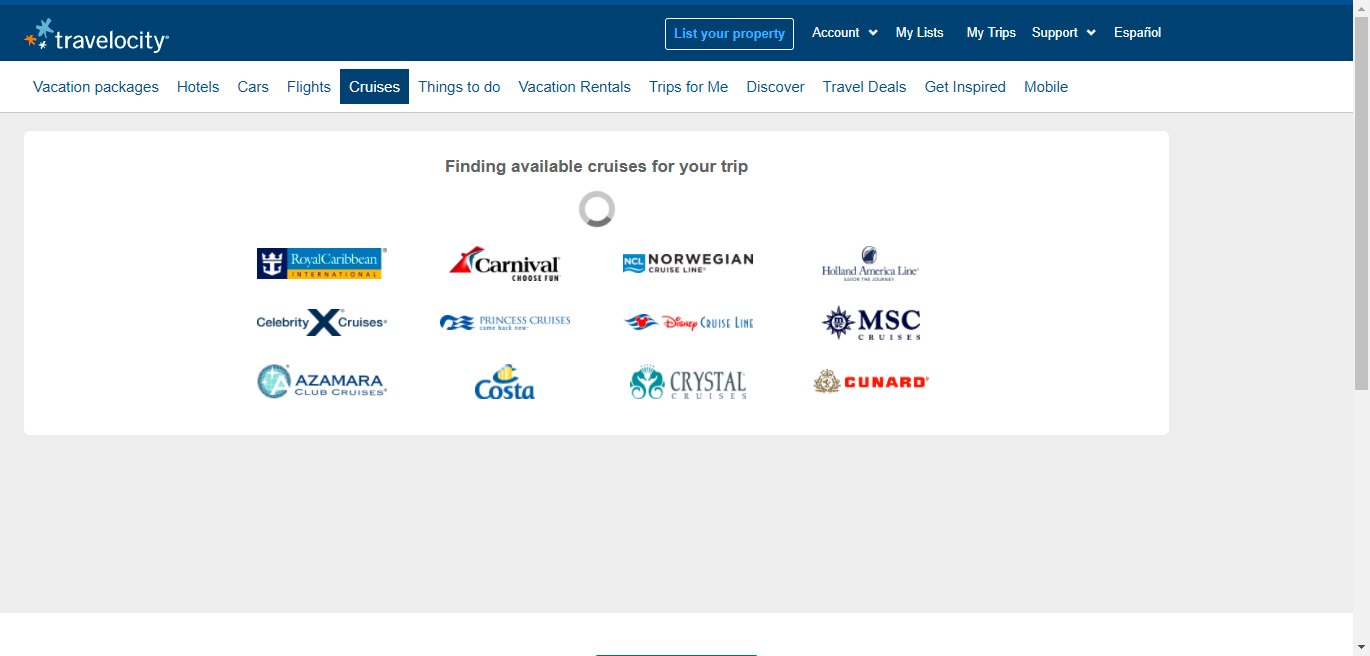 travelocity
List your property
Account
My Lists
My Trips
Support
Español
Vacation packages
Hotels
Cars
Flights
Cruises
Things to do
Vacation Rentals
Trips for Me
Discover
Travel Deals
Get Inspired
Mobile
Finding available cruises for your trip
RoyalCaribbean
INTERNATIONAL
Carnival
CHOOSE FUN
NCL NORWEGIAN
CRUISE LINE
Holland America Line
SAVOR THE JOURNEY
Celebrity X Cruises
PRINCESS CRUISES
come back new
Disney CRUISE LINE
MSC
CRUISES
AZAMARA
CLUB CRUISES
Costa
CRYSTAL
CRUISES
CUNARD